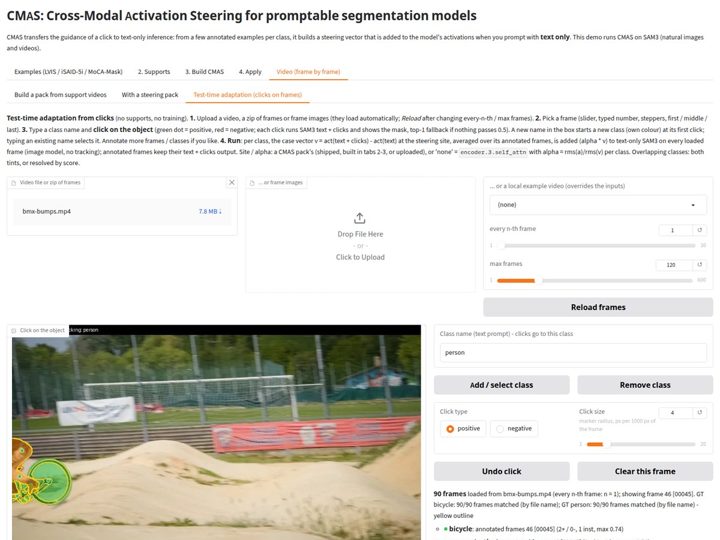 CMAS: Cross-Modal Activation Steering for promptable segmentation models
CMAS transfers the guidance of a click to text-only inference: from a few annotated examples per class, it builds a steering vector that is added to the model's activations when you prompt with text only. This demo runs CMAS on SAM3 (natural images
and videos).
Examples (LVIS / iSAID-5i / MoCA-Mask)
2. Supports
3. Build CMAS
4. Apply
Video (frame by frame)
Build a pack from support videos
With a steering pack
Test-time adaptation (clicks on frames)
Test-time adaptation from clicks (no supports, no training). 1. Upload a video, a zip of frames or frame images (they load automatically; Reload after changing every-n-th / max frames). 2. Pick a frame (slider, typed number, steppers, first / middle /
last). 3. Type a class name and click on the object (green dot = positive, red = negative; each click runs SAM3 text + clicks and shows the mask, top-1 fallback if nothing passes 0.5). A new name in the box starts a new class (own colour) at its first click;
typing an existing name selects it. Annotate more frames / classes if you like. 4. Run: per class, the case vector v = act(text + clicks) - act(text) at the steering site, averaged over its annotated frames, is added (alpha * v) to text-only SAM3 on every loaded
frame (image model, no tracking); annotated frames keep their text + clicks output. Site / alpha: a CMAS pack's (shipped, built in tabs 2-3, or uploaded), or 'none' = encoder.3.self_attn with alpha = rms(a)/rms(v) per class. Overlapping classes: both
tints, or resolved by score.
Video file or zip of frames
bmx-bumps.mp4
7.8 MB ↓
... or frame images
Drop File Here
- or -
Click to Upload
... or a local example video (overrides the inputs)
(none)
every n-th frame
1
1
30
max frames
120
1
600
Reload frames
Click on the object
cking person
Class name (text prompt) - clicks go to this class
person
Add / select class
Remove class
Click type
positive
negative
Click size
4
marker radius, px per 1000 px of
the frame
1
20
Undo click
Clear this frame
90 frames loaded from bmx-bumps.mp4 (every n-th frame: n = 1); showing frame 46 [00045). GT
bicycle: 90/90 frames matched (by file name); GT person: 90/90 frames matched (by file name) -
yellow outline
bicycle: annotated frames 46 [00045] (2+ / 0-, 1 inst, max 0.74)